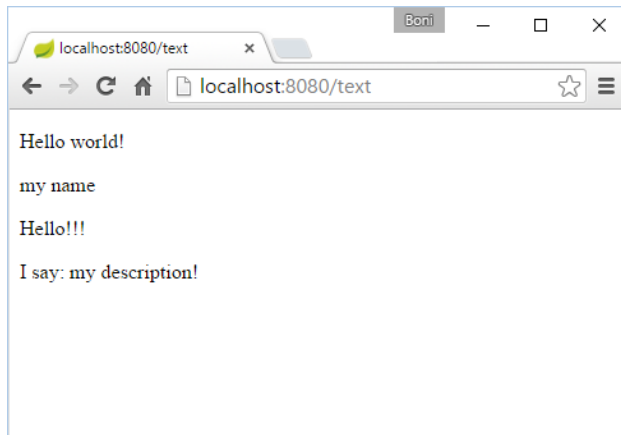 Boni
localhost:8080/text
localhost:8080/text
Hello world!
my name
Hello!!!
I say: my description!